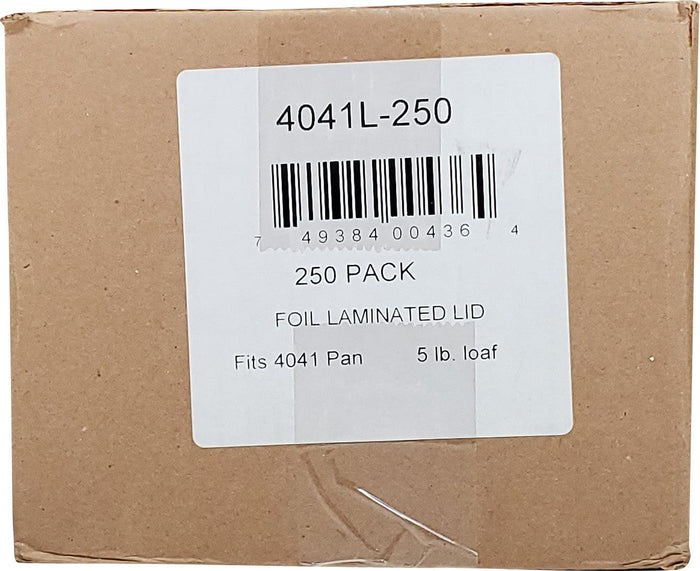 4041L-250
7 49384 00436 4
250 PACK
FOIL LAMINATED LID
Fits 4041 Pan 5 lb. loaf